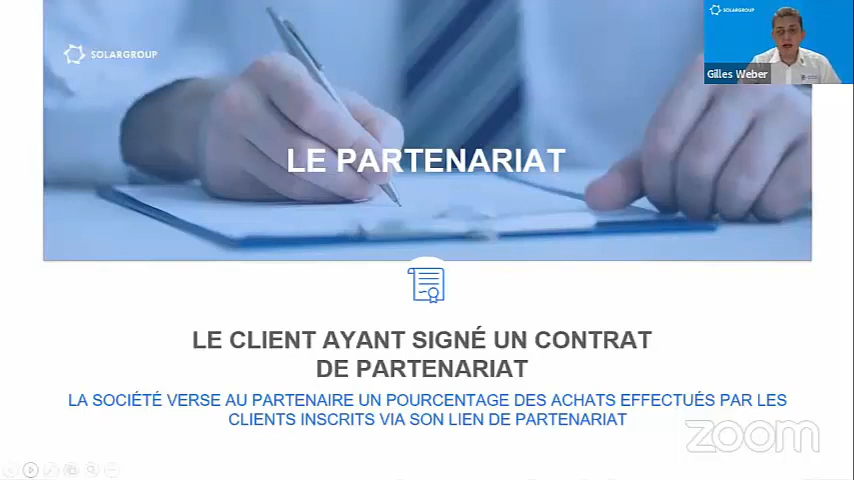 SOLARGROUP
SOLARGROUP
Gilles Weber
LE PARTENARIAT
LE CLIENT AYANT SIGNÉ UN CONTRAT
DE PARTENARIAT
LA SOCIÉTÉ VERSE AU PARTENAIRE UN POURCENTAGE DES ACHATS EFFECTUÉS PAR LES
CLIENTS INSCRITS VIA SON LIEN DE PARTENARIAT
zoom